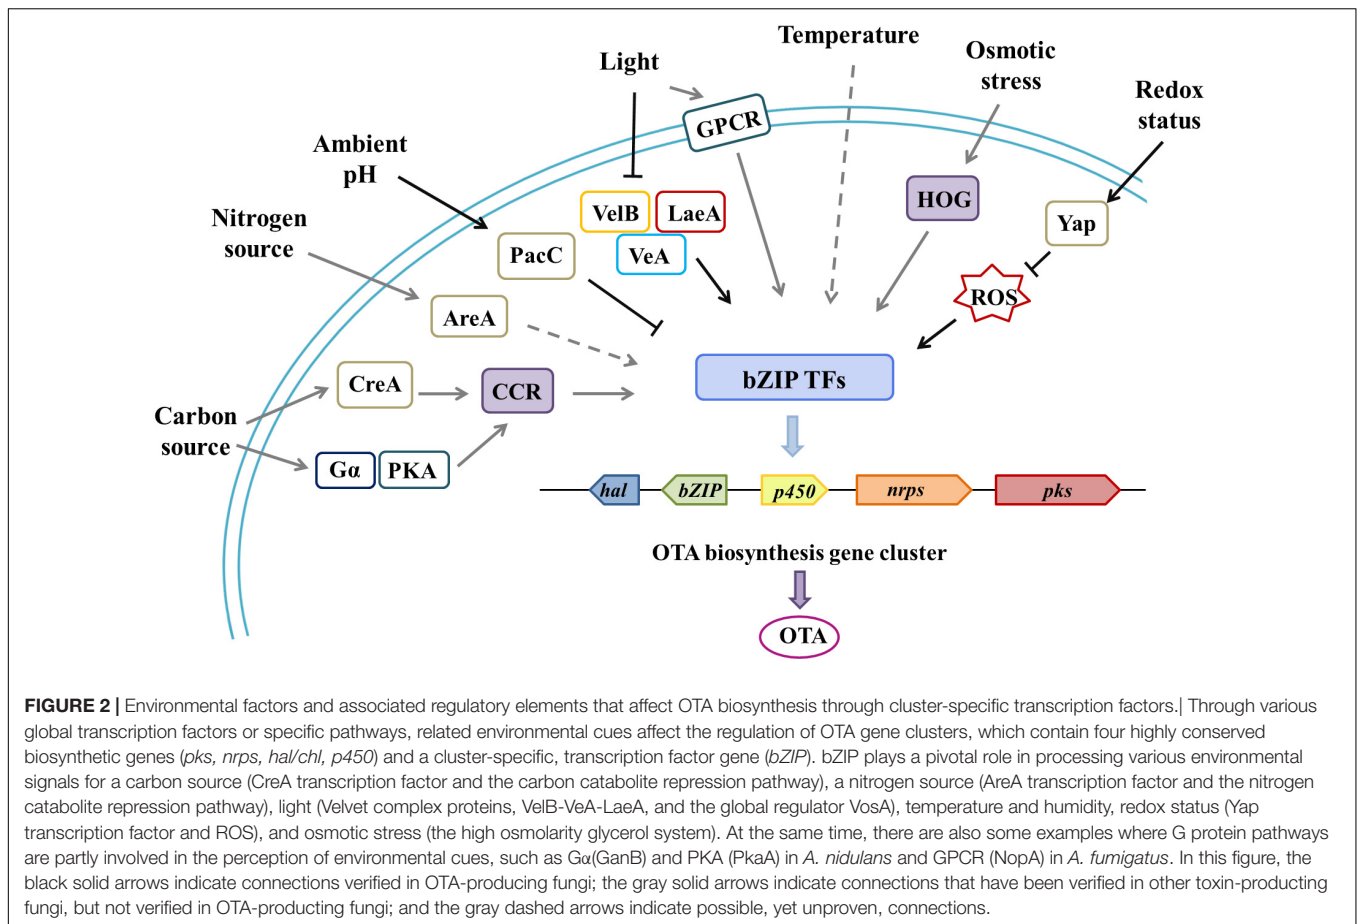 Temperature
Light
Osmotic
stress
Redox
status
GPCR
Ambient
pH
HOG
VelB
LaeA
Nitrogen
source
Yap
VeA
PacC
ROS
AreA
bZIP TFs
CreA
CCR
Carbon
source
Gα
PKA
hal
bZIP
p450
nrps
pks
OTA biosynthesis gene cluster
OTA
FIGURE 2 | Environmental factors and associated regulatory elements that affect OTA biosynthesis through cluster-specific transcription factors.| Through various
global transcription factors or specific pathways, related environmental cues affect the regulation of OTA gene clusters, which contain four highly conserved
biosynthetic genes (pks, nrps, hal/chl, p450) and a cluster-specific, transcription factor gene (bZIP). bZIP plays a pivotal role in processing various environmental
signals for a carbon source (CreA transcription factor and the carbon catabolite repression pathway), a nitrogen source (AreA transcription factor and the nitrogen
catabolite repression pathway), light (Velvet complex proteins, VelB-VeA-LaeA, and the global regulator VosA), temperature and humidity, redox status (Yap
transcription factor and ROS), and osmotic stress (the high osmolarity glycerol system). At the same time, there are also some examples where G protein pathways
are partly involved in the perception of environmental cues, such as Gα(GanB) and PKA (PkaA) in A. nidulans and GPCR (NopA) in A. fumigatus. In this figure, the
black solid arrows indicate connections verified in OTA-producing fungi; the gray solid arrows indicate connections that have been verified in other toxin-producting
fungi, but not verified in OTA-producting fungi; and the gray dashed arrows indicate possible, yet unproven, connections.